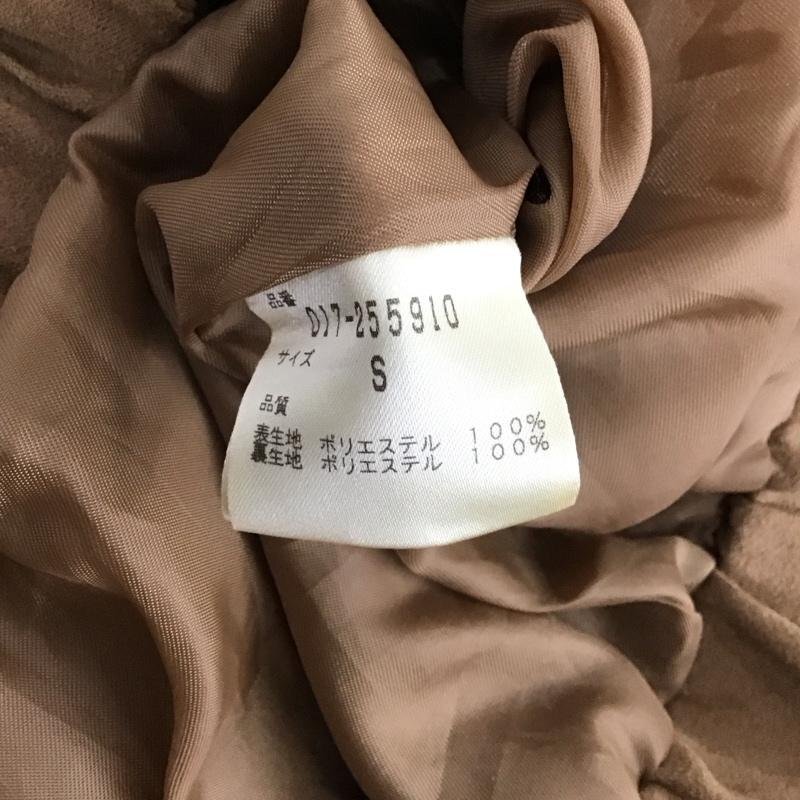 品番
D17-255910
サイズ
S
品質
表生地 ポリエステル 100%
裏生地 ポリエステル 100%